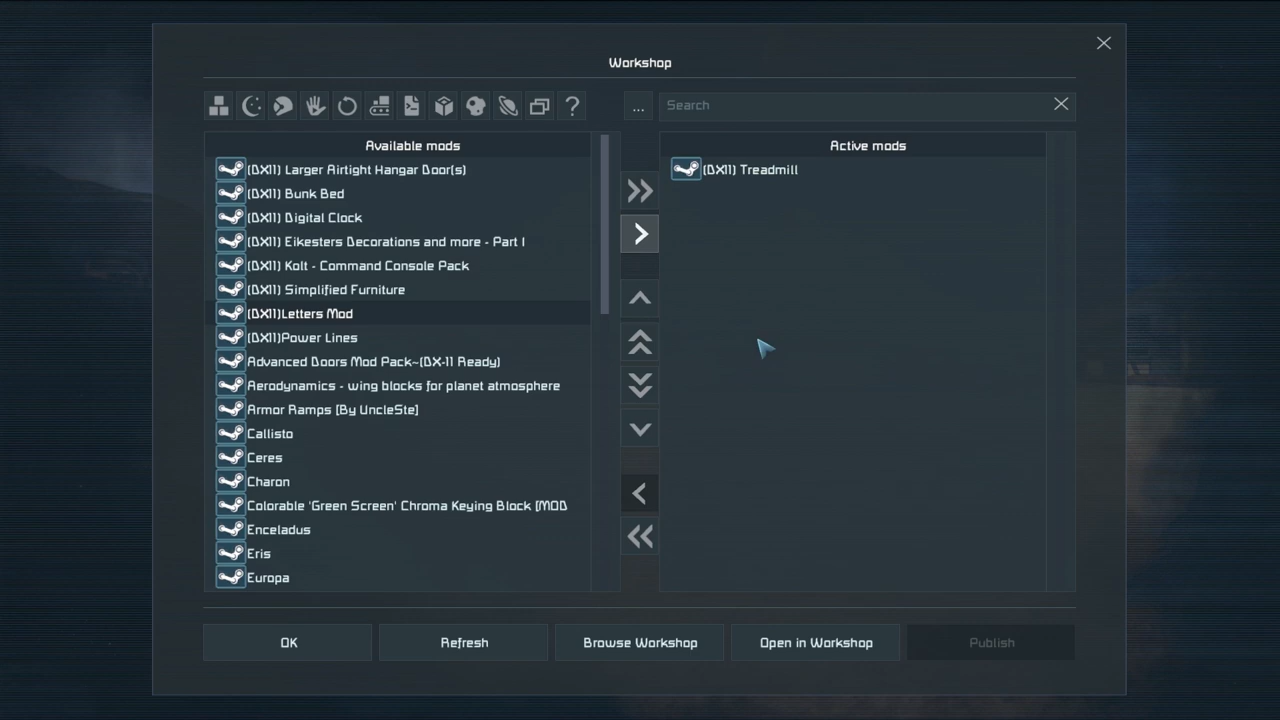 Workshop
...
Search
Available mods
(DX11) Larger Airtight Hangar Door(s)
(DX11) Bunk Bed
(DX11) Digital Clock
(DX11) Eikesters Decorations and more - Part I
(DX11) Kolt - Command Console Pack
(DX11) Simplified Furniture
(DX11)Letters Mod
(DX11)Power Lines
Advanced Doors Mod Pack~(DX-11 Ready)
Aerodynamics - wing blocks for planet atmosphere
Armor Ramps [By UncleSte]
Callisto
Ceres
Charon
Colorable 'Green Screen' Chroma Keying Block [MOD
Enceladus
Eris
Europa
Active mods
(DX11) Treadmill
OK
Refresh
Browse Workshop
Open in Workshop
Publish